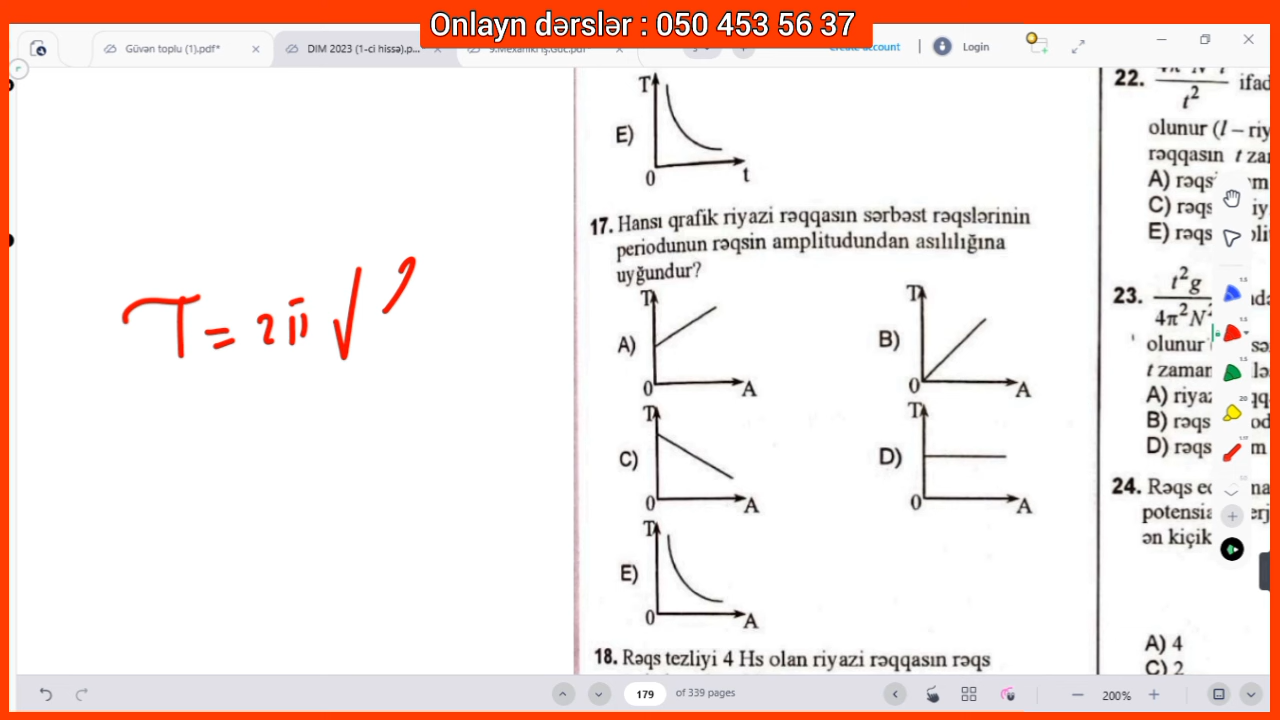 Onlayn dərslər : 050 453 56 37
Güvən toplu (1).pdf*
DIM 2023 (1-ci hissə).p...*
Login
T = 2π √
E)
T
0
t
17. Hansı qrafik riyazi rəqqasın sərbəst rəqslərinin
periodunun rəqsin amplitudundan asılılığına
uyğundur?
A)
T
0
A
B)
T
0
A
C)
T
0
A
D)
T
0
A
E)
T
0
A
18. Rəqs tezliyi 4 Hs olan riyazi rəqqasın rəqs
22.
t²
olunur (l – riy
rəqqasın t
A) rəqs
C) rəqs
E) rəqs
23. t²g
4π²N²
olunur
t zaman
A) riya
B) rəqs
D) rəqs
24. Rəqs
potensia
ən kiçik
A) 4
C) 2
179 of 339 pages
200%